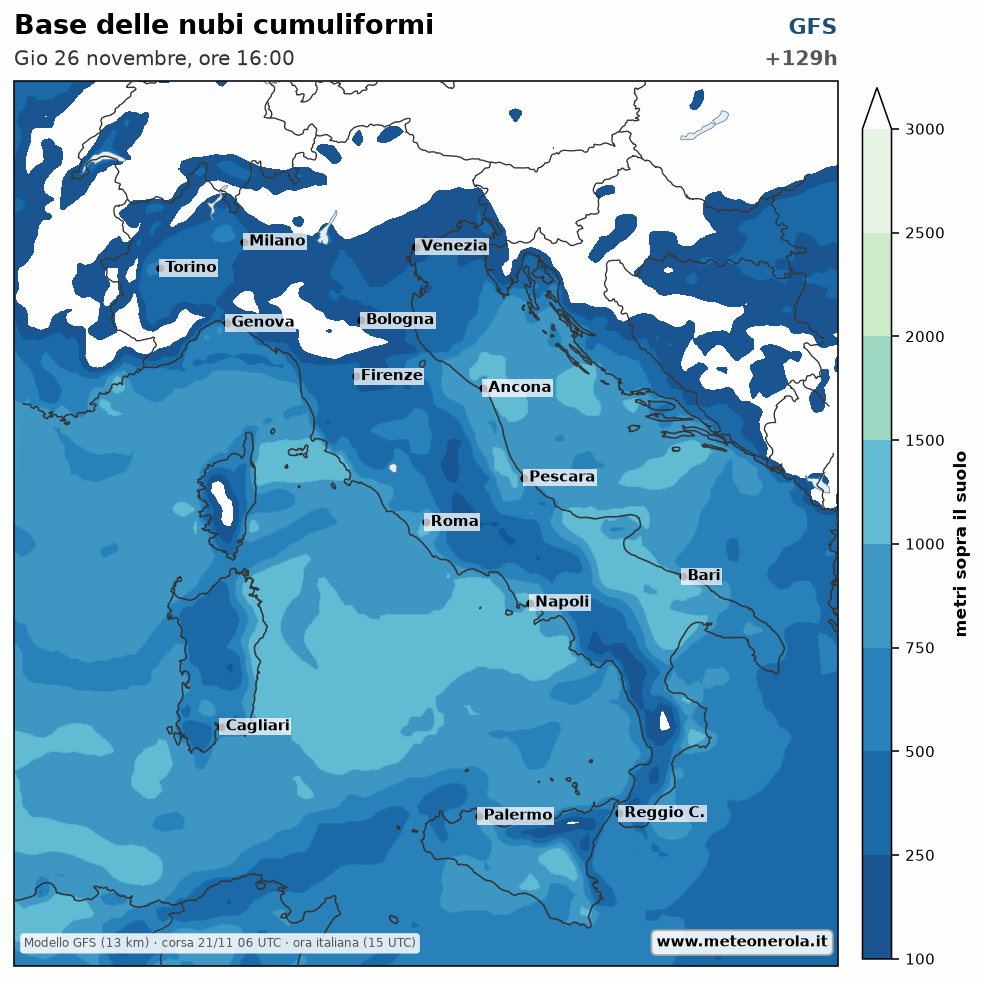 Base delle nubi cumuliformi
GFS
Gio 26 novembre, ore 16:00
+129h
3000
2500
2000
1500
1000
750
500
250
100
metri sopra il suolo
Milano
Venezia
Torino
Genova
Bologna
Firenze
Ancona
Pescara
Roma
Bari
Napoli
Cagliari
Palermo
Reggio C.
Modello GFS (13 km) · corsa 21/11 06 UTC · ora italiana (15 UTC)
www.meteonerola.it